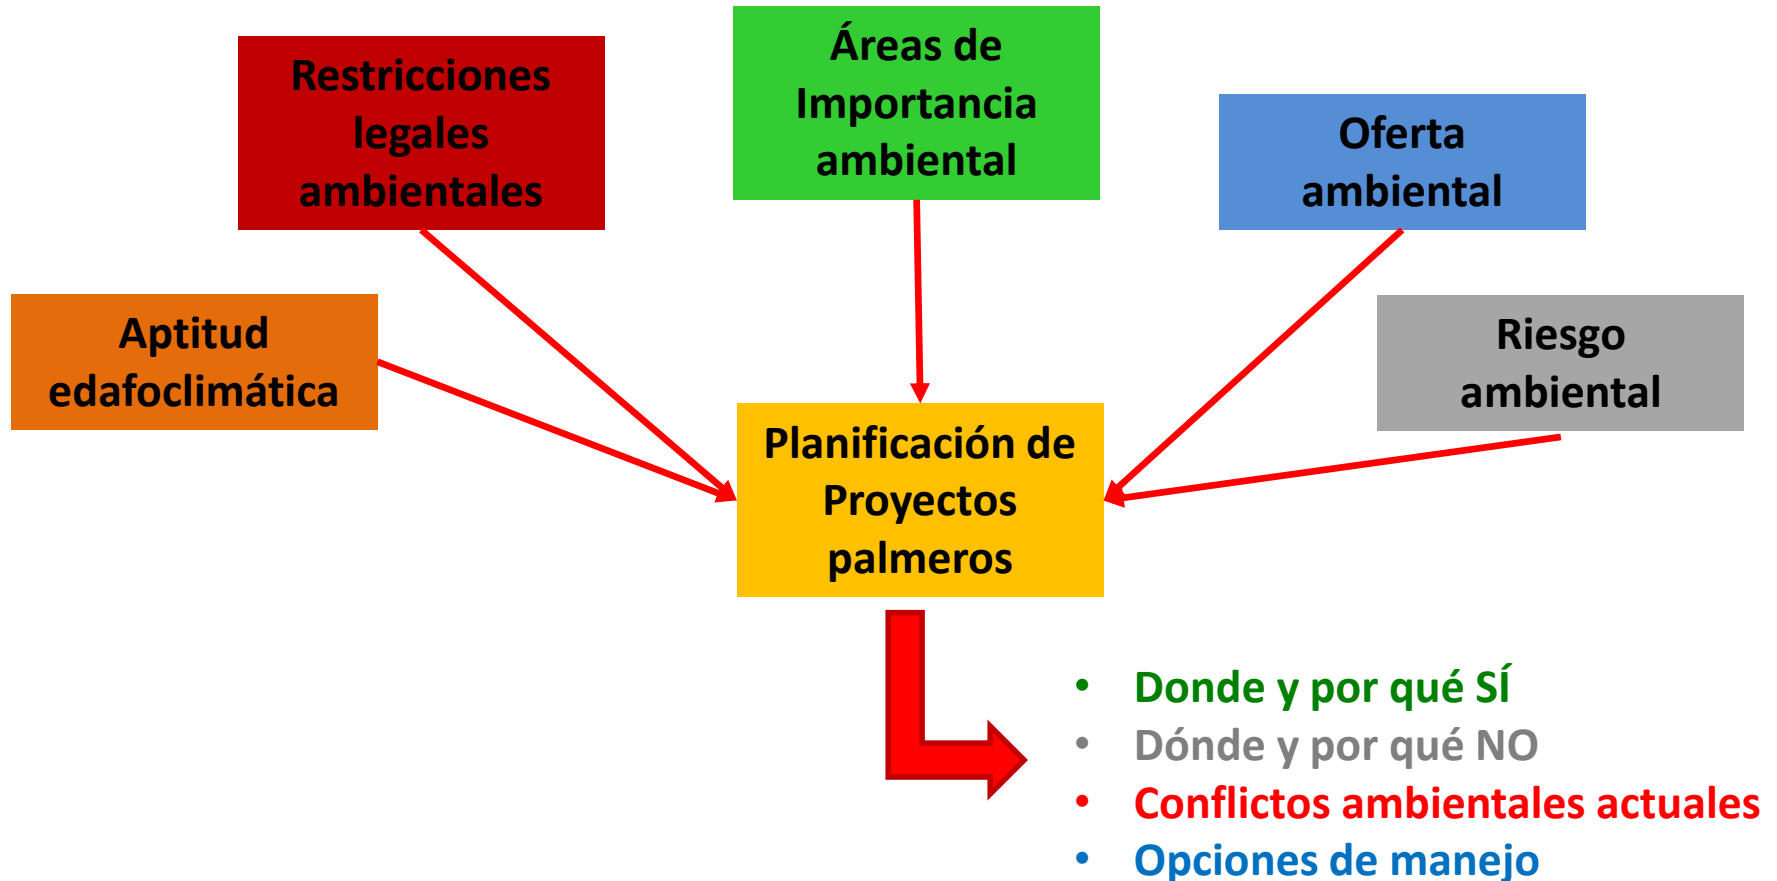 Restricciones
legales
ambientales
Áreas de
Importancia
ambiental
Oferta
ambiental
Aptitud
edafoclimática
Riesgo
ambiental
Planificación de
Proyectos
palmeros
• Donde y por qué SÍ
• Dónde y por qué NO
• Conflictos ambientales actuales
• Opciones de manejo